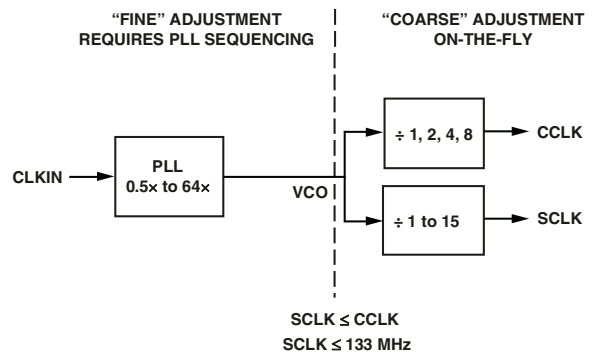 “FINE” ADJUSTMENT
REQUIRES PLL SEQUENCING
“COARSE” ADJUSTMENT
ON-THE-FLY
CLKIN
PLL
0.5× to 64×
VCO
÷ 1, 2, 4, 8
CCLK
÷ 1 to 15
SCLK
SCLK ≤ CCLK
SCLK ≤ 133 MHz